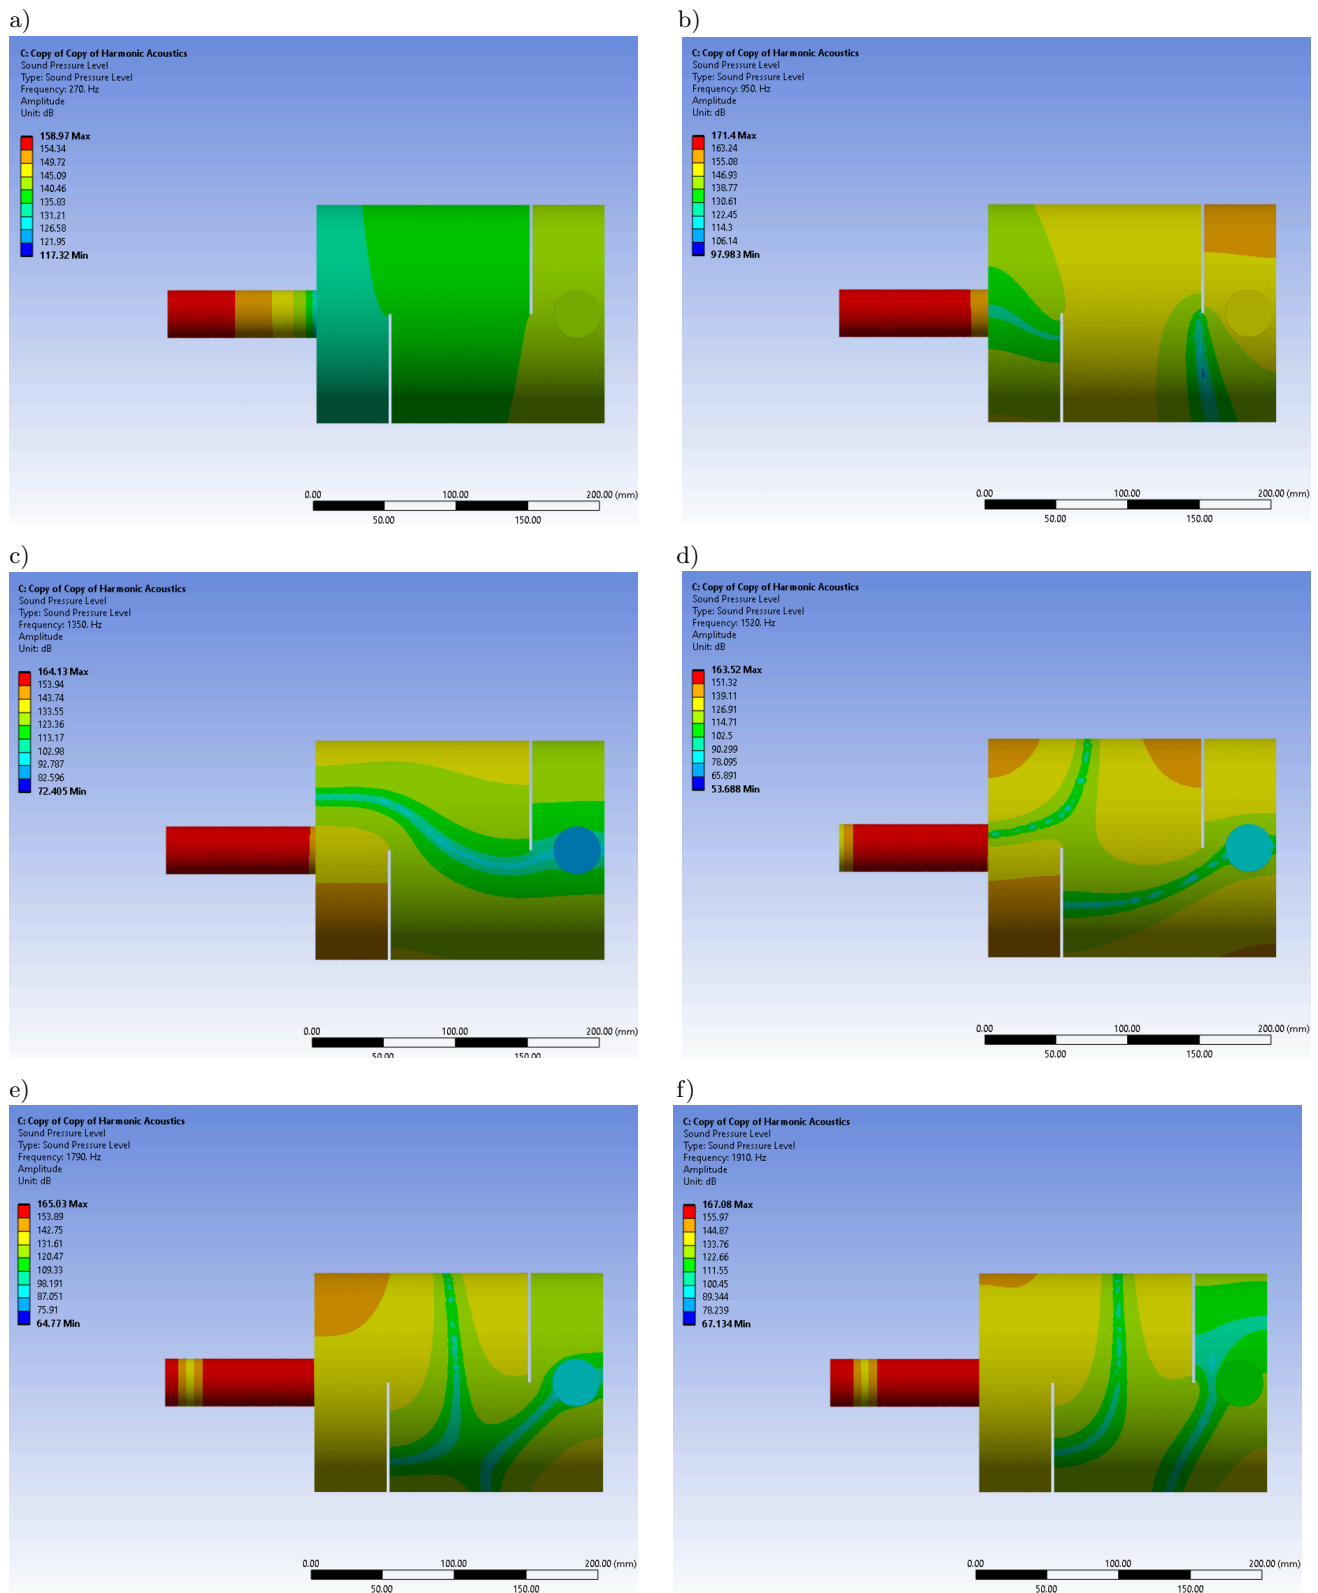 a)
C: Copy of Copy of Harmonic Acoustics
Sound Pressure Level
Type: Sound Pressure Level
Frequency: 270. Hz
Amplitude
Unit: dB
158.97 Max
154.34
149.72
145.09
140.46
135.83
131.21
126.58
121.95
117.32 Min
0.00 100.00 200.00 (mm)
50.00 150.00
b)
C: Copy of Copy of Harmonic Acoustics
Sound Pressure Level
Type: Sound Pressure Level
Frequency: 950. Hz
Amplitude
Unit: dB
171.4 Max
163.24
155.08
146.93
138.77
130.61
122.45
114.3
106.14
97.983 Min
0.00 100.00 200.00 (mm)
50.00 150.00
c)
C: Copy of Copy of Harmonic Acoustics
Sound Pressure Level
Type: Sound Pressure Level
Frequency: 1350. Hz
Amplitude
Unit: dB
164.13 Max
153.94
143.74
133.55
123.36
113.17
102.98
92.787
82.596
72.405 Min
0.00 100.00 200.00 (mm)
50.00 150.00
d)
C: Copy of Copy of Harmonic Acoustics
Sound Pressure Level
Type: Sound Pressure Level
Frequency: 1520. Hz
Amplitude
Unit: dB
163.52 Max
151.32
139.11
126.91
114.71
102.5
90.299
78.095
65.891
53.688 Min
0.00 100.00 200.00 (mm)
50.00 150.00
e)
C: Copy of Copy of Harmonic Acoustics
Sound Pressure Level
Type: Sound Pressure Level
Frequency: 1790. Hz
Amplitude
Unit: dB
165.03 Max
153.89
142.75
131.61
120.47
109.33
98.191
87.051
75.91
64.77 Min
0.00 100.00 200.00 (mm)
50.00 150.00
f)
C: Copy of Copy of Harmonic Acoustics
Sound Pressure Level
Type: Sound Pressure Level
Frequency: 1910. Hz
Amplitude
Unit: dB
167.08 Max
155.97
144.87
133.76
122.66
111.55
100.45
89.344
78.239
67.134 Min
0.00 100.00 200.00 (mm)
50.00 150.00